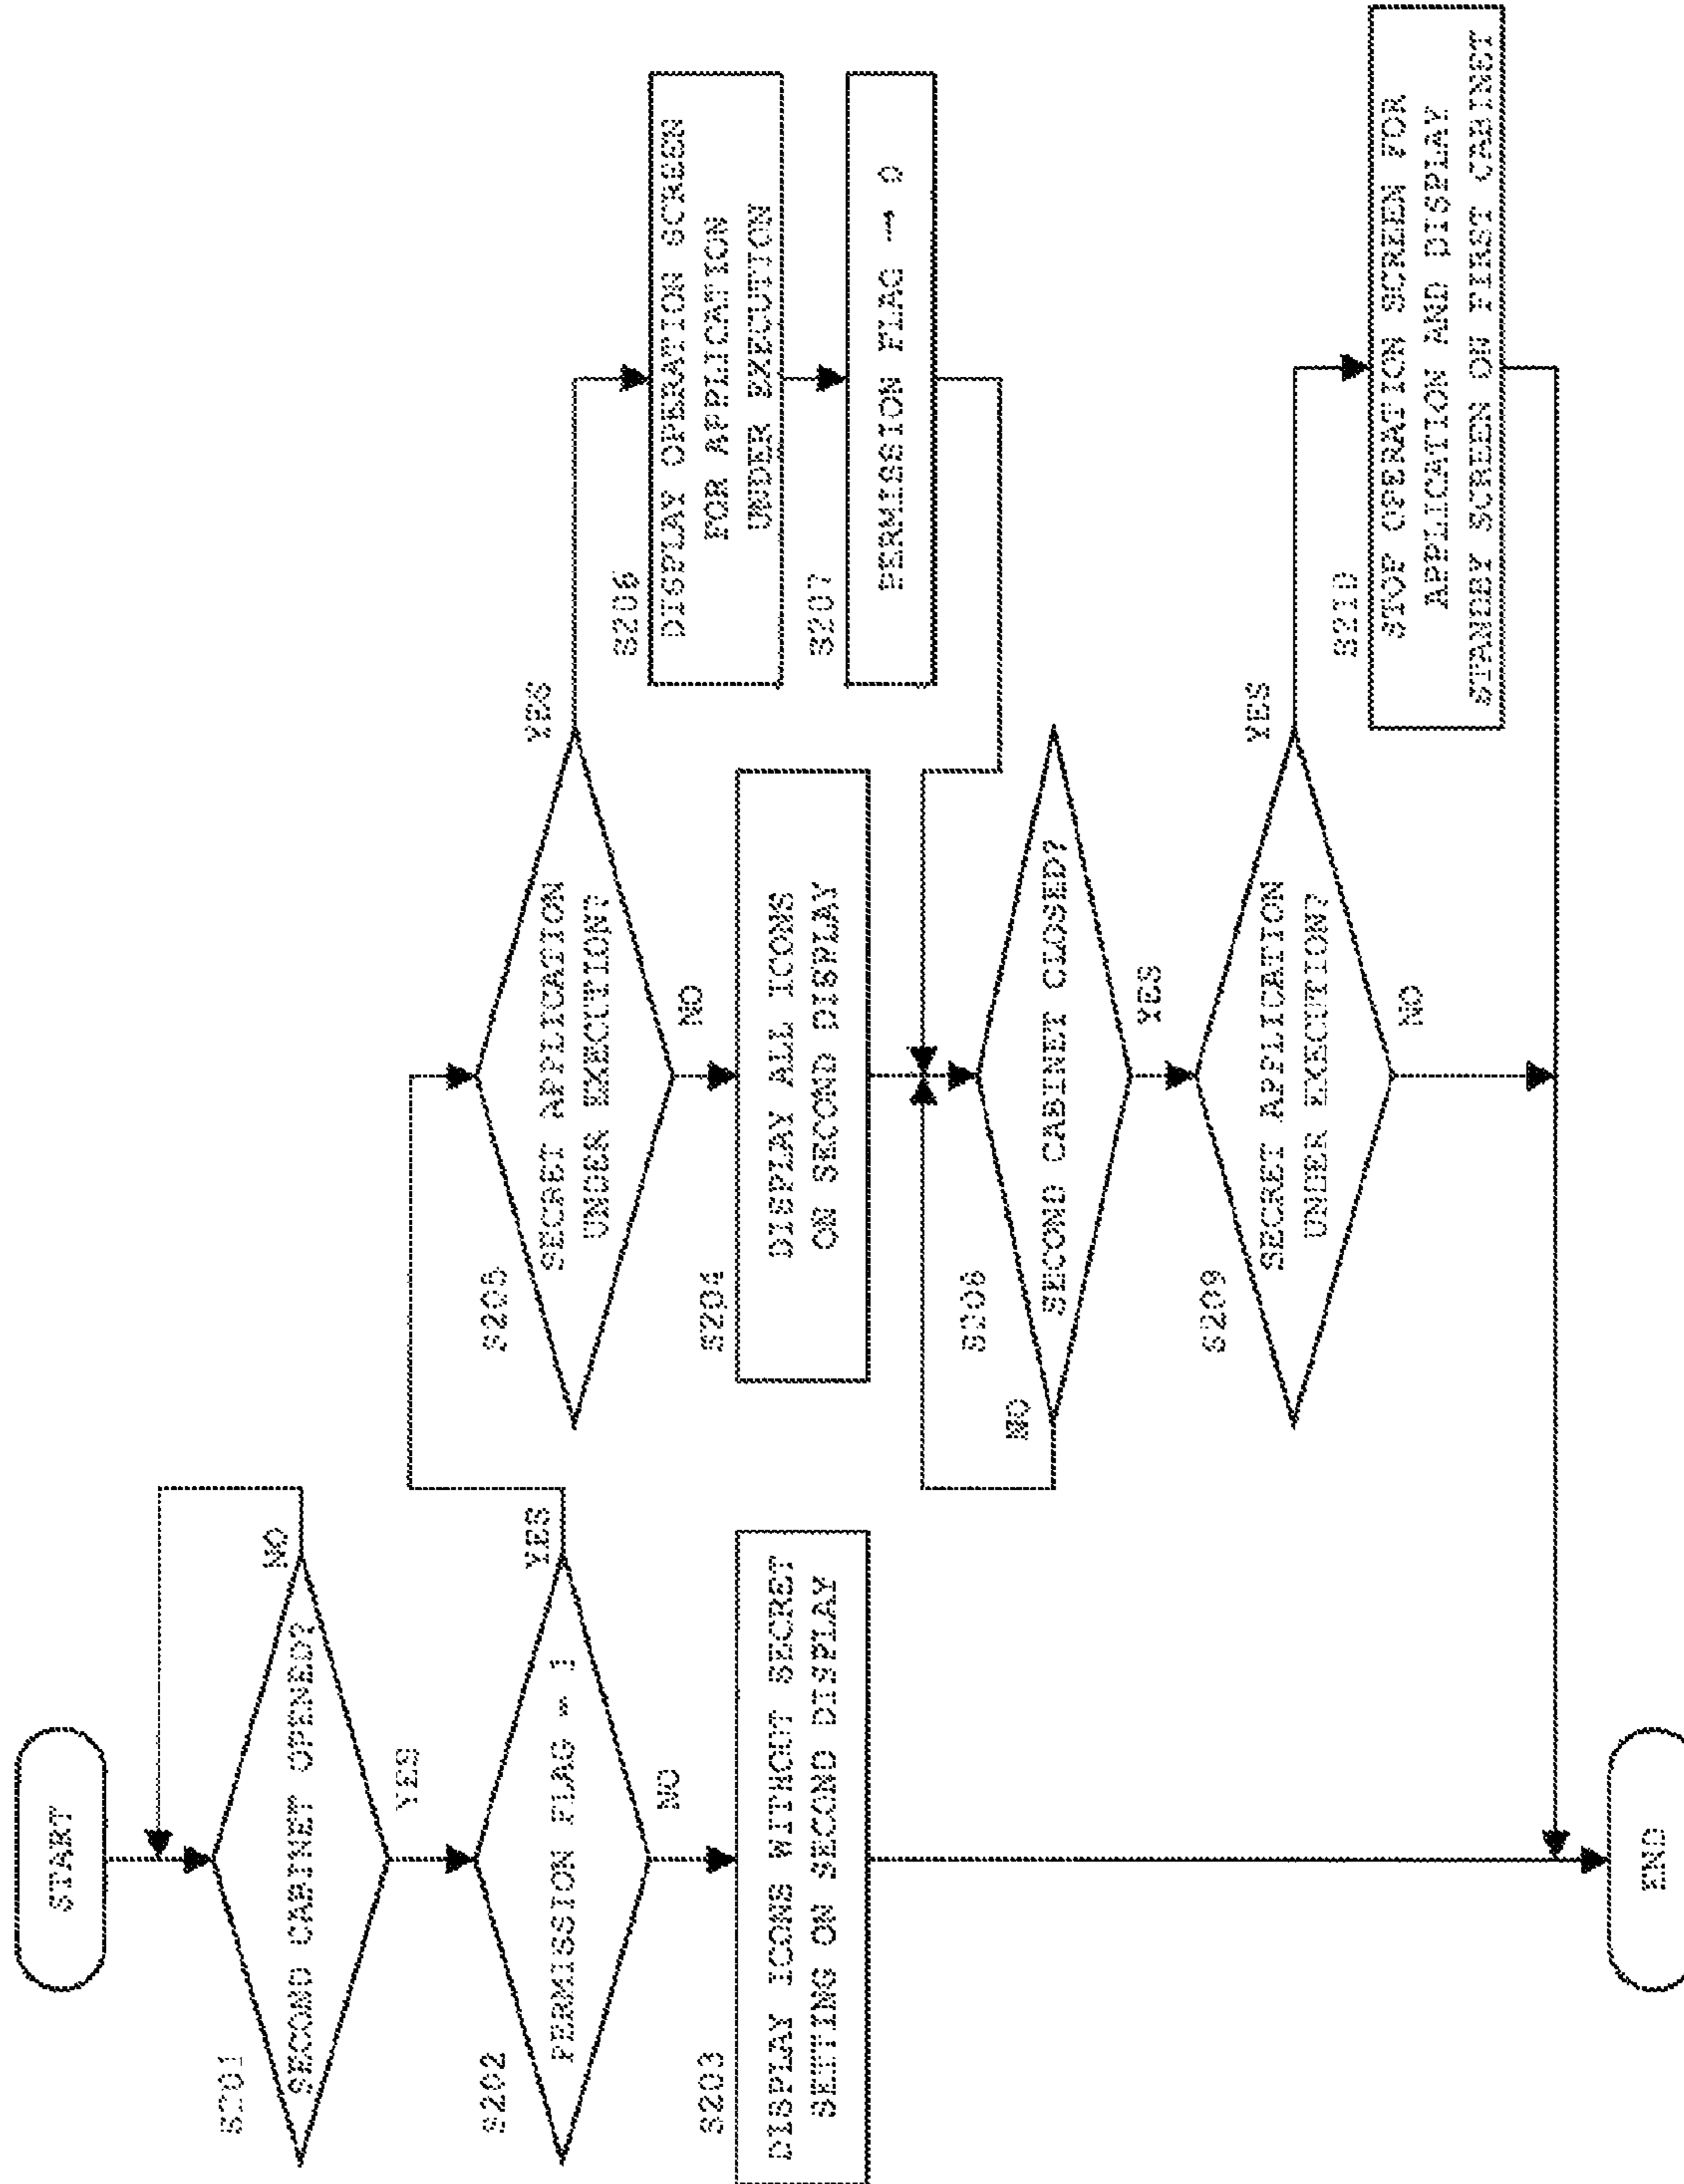 START
S201
SECOND CABINET OPENED?
NO
YES
S202
PERMISSION FLAG = 1
YES
NO
S203
DISPLAY ICONS WITHOUT SECRET
SETTING ON SECOND DISPLAY
S205
SECRET APPLICATION
UNDER EXECUTION?
YES
NO
S204
DISPLAY ALL ICONS
ON SECOND DISPLAY
S206
DISPLAY OPERATION SCREEN
FOR APPLICATION
UNDER EXECUTION
S207
PERMISSION FLAG → 0
S208
SECOND CABINET CLOSED?
NO
YES
S209
SECRET APPLICATION
UNDER EXECUTION?
YES
NO
S210
STOP OPERATION SCREEN FOR
APPLICATION AND DISPLAY
STANDBY SCREEN ON FIRST CABINET
END